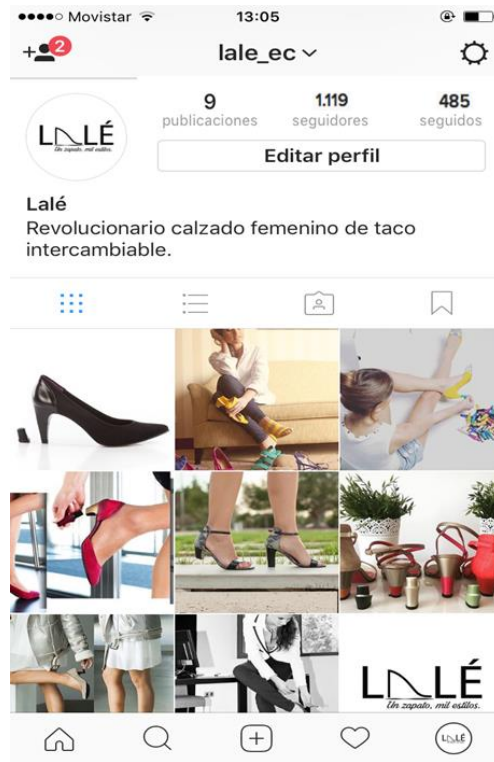 Movistar 13:05
2
lale_ec
9 1.119 485
publicaciones seguidores seguidos
Editar perfil
LALÉ
Un zapato, mil estilos.
Lalé
Revolucionario calzado femenino de taco
intercambiable.
LALÉ
Un zapato, mil estilos.
LALÉ